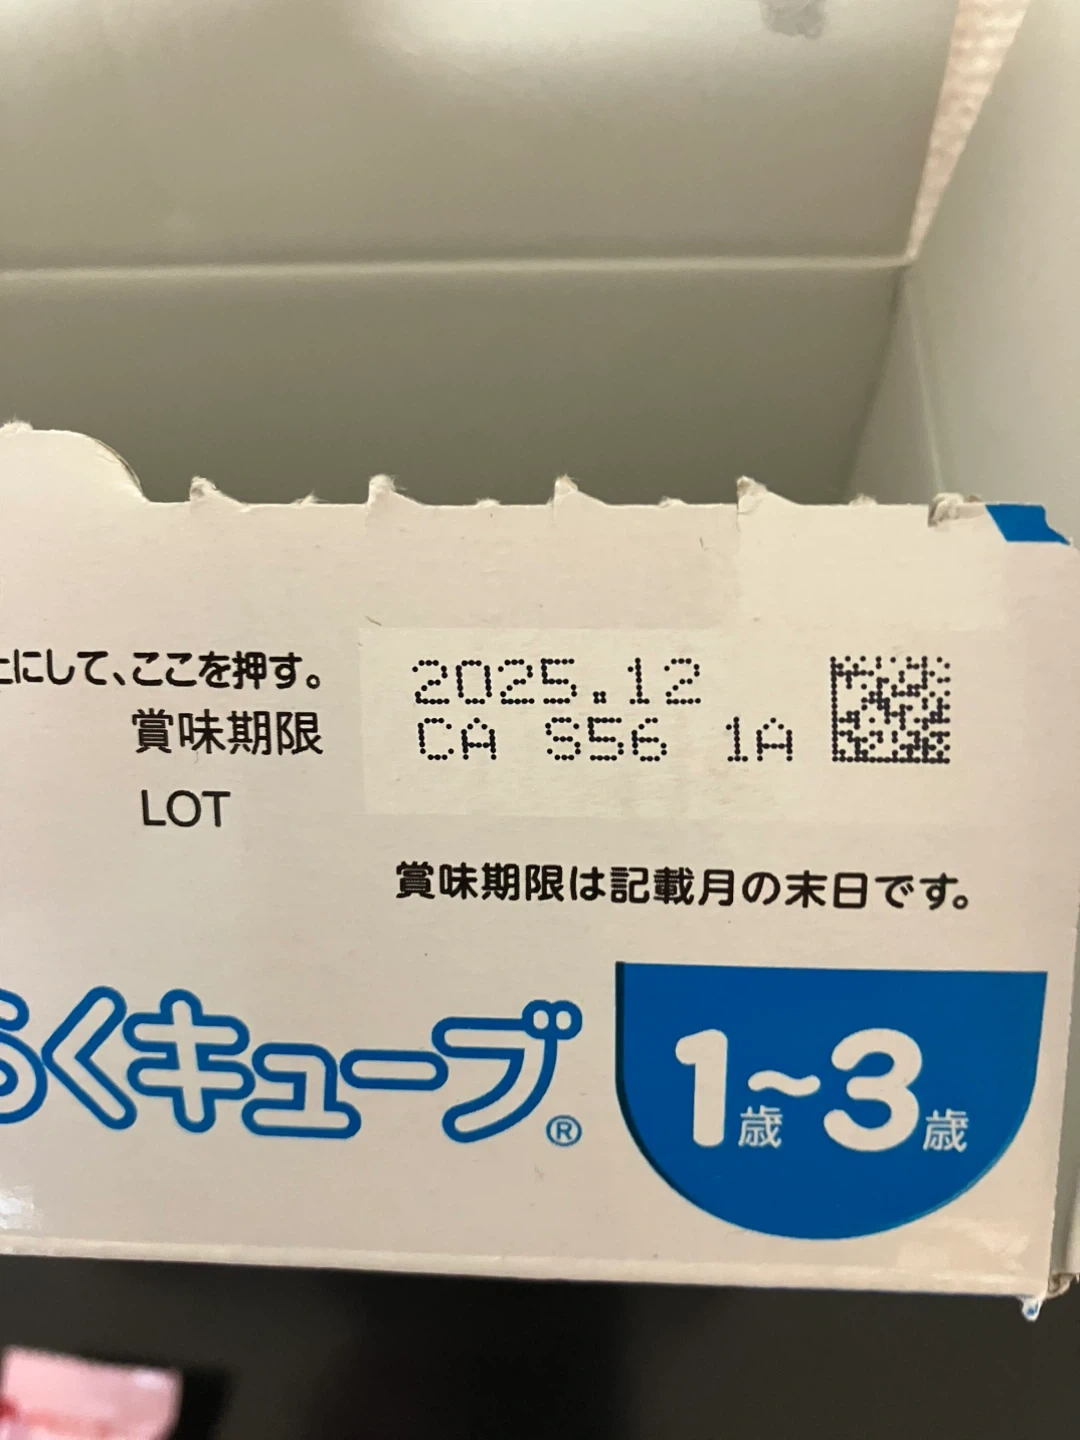 にして、ここを押す。
賞味期限 2025.12
LOT CA S56 1A
賞味期限は記載月の末日です。
らくキューブ®
1歳~3歳